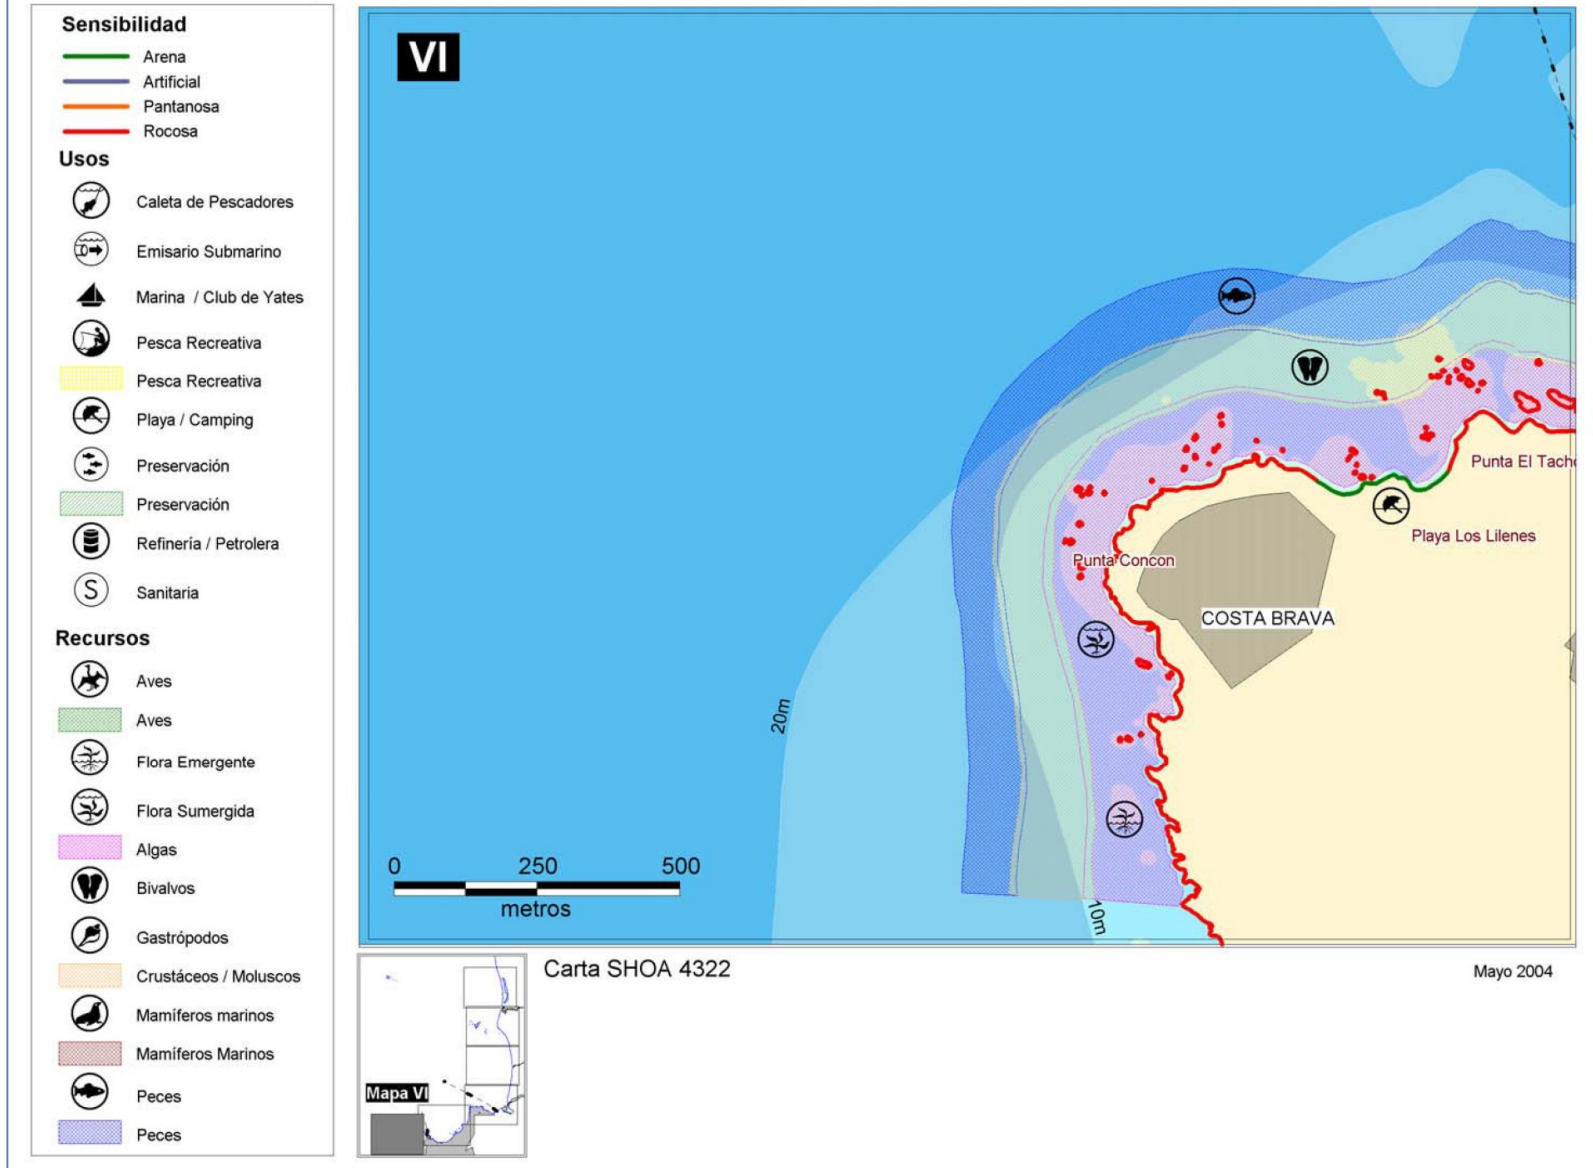 Sensibilidad
Arena
Artificial
Pantanosa
Rocosa
Usos
Caleta de Pescadores
Emisario Submarino
Marina / Club de Yates
Pesca Recreativa
Pesca Recreativa
Playa / Camping
Preservación
Preservación
Refinería / Petrolera
S
Sanitaria
Recursos
Aves
Aves
Flora Emergente
Flora Sumergida
Algas
Bivalvos
Gastrópodos
Crustáceos / Moluscos
Mamíferos marinos
Mamíferos Marinos
Peces
Peces
VI
Punta El Tacho
Playa Los Lilenes
Punta Concon
COSTA BRAVA
20m
10m
0 250 500
metros
Carta SHOA 4322
Mayo 2004
Mapa VI